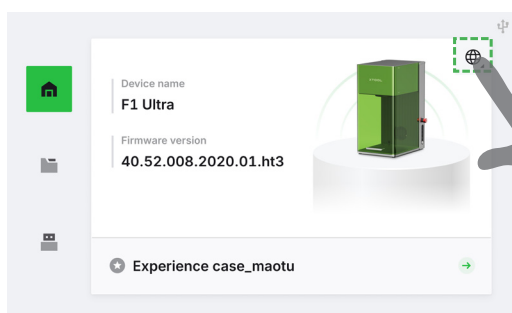 Device name
F1 Ultra
Firmware version
40.52.008.2020.01.ht3
Experience case_maotu